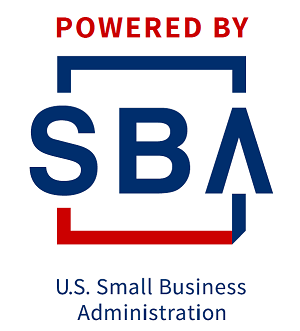 POWERED BY
SBA
U.S. Small Business
Administration